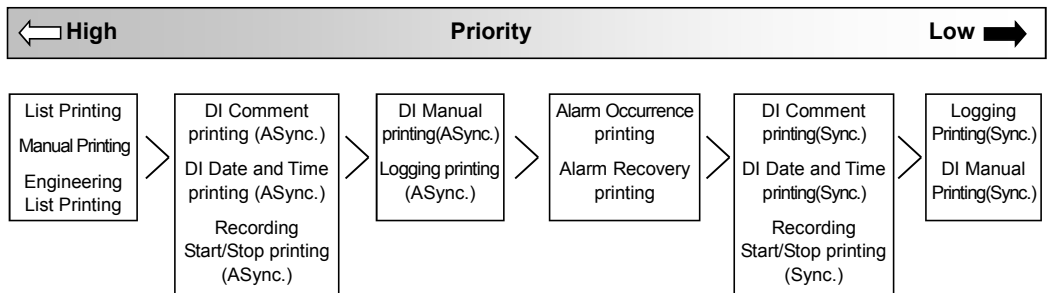 High Priority Low
List Printing
Manual Printing
Engineering
List Printing
DI Comment
printing (ASync.)
DI Date and Time
printing (ASync.)
Recording
Start/Stop printing
(ASync.)
DI Manual
printing(ASync.)
Logging printing
(ASync.)
Alarm Occurrence
printing
Alarm Recovery
printing
DI Comment
printing(Sync.)
DI Date and Time
printing(Sync.)
Recording
Start/Stop printing
(Sync.)
Logging
Printing(Sync.)
DI Manual
Printing(Sync.)